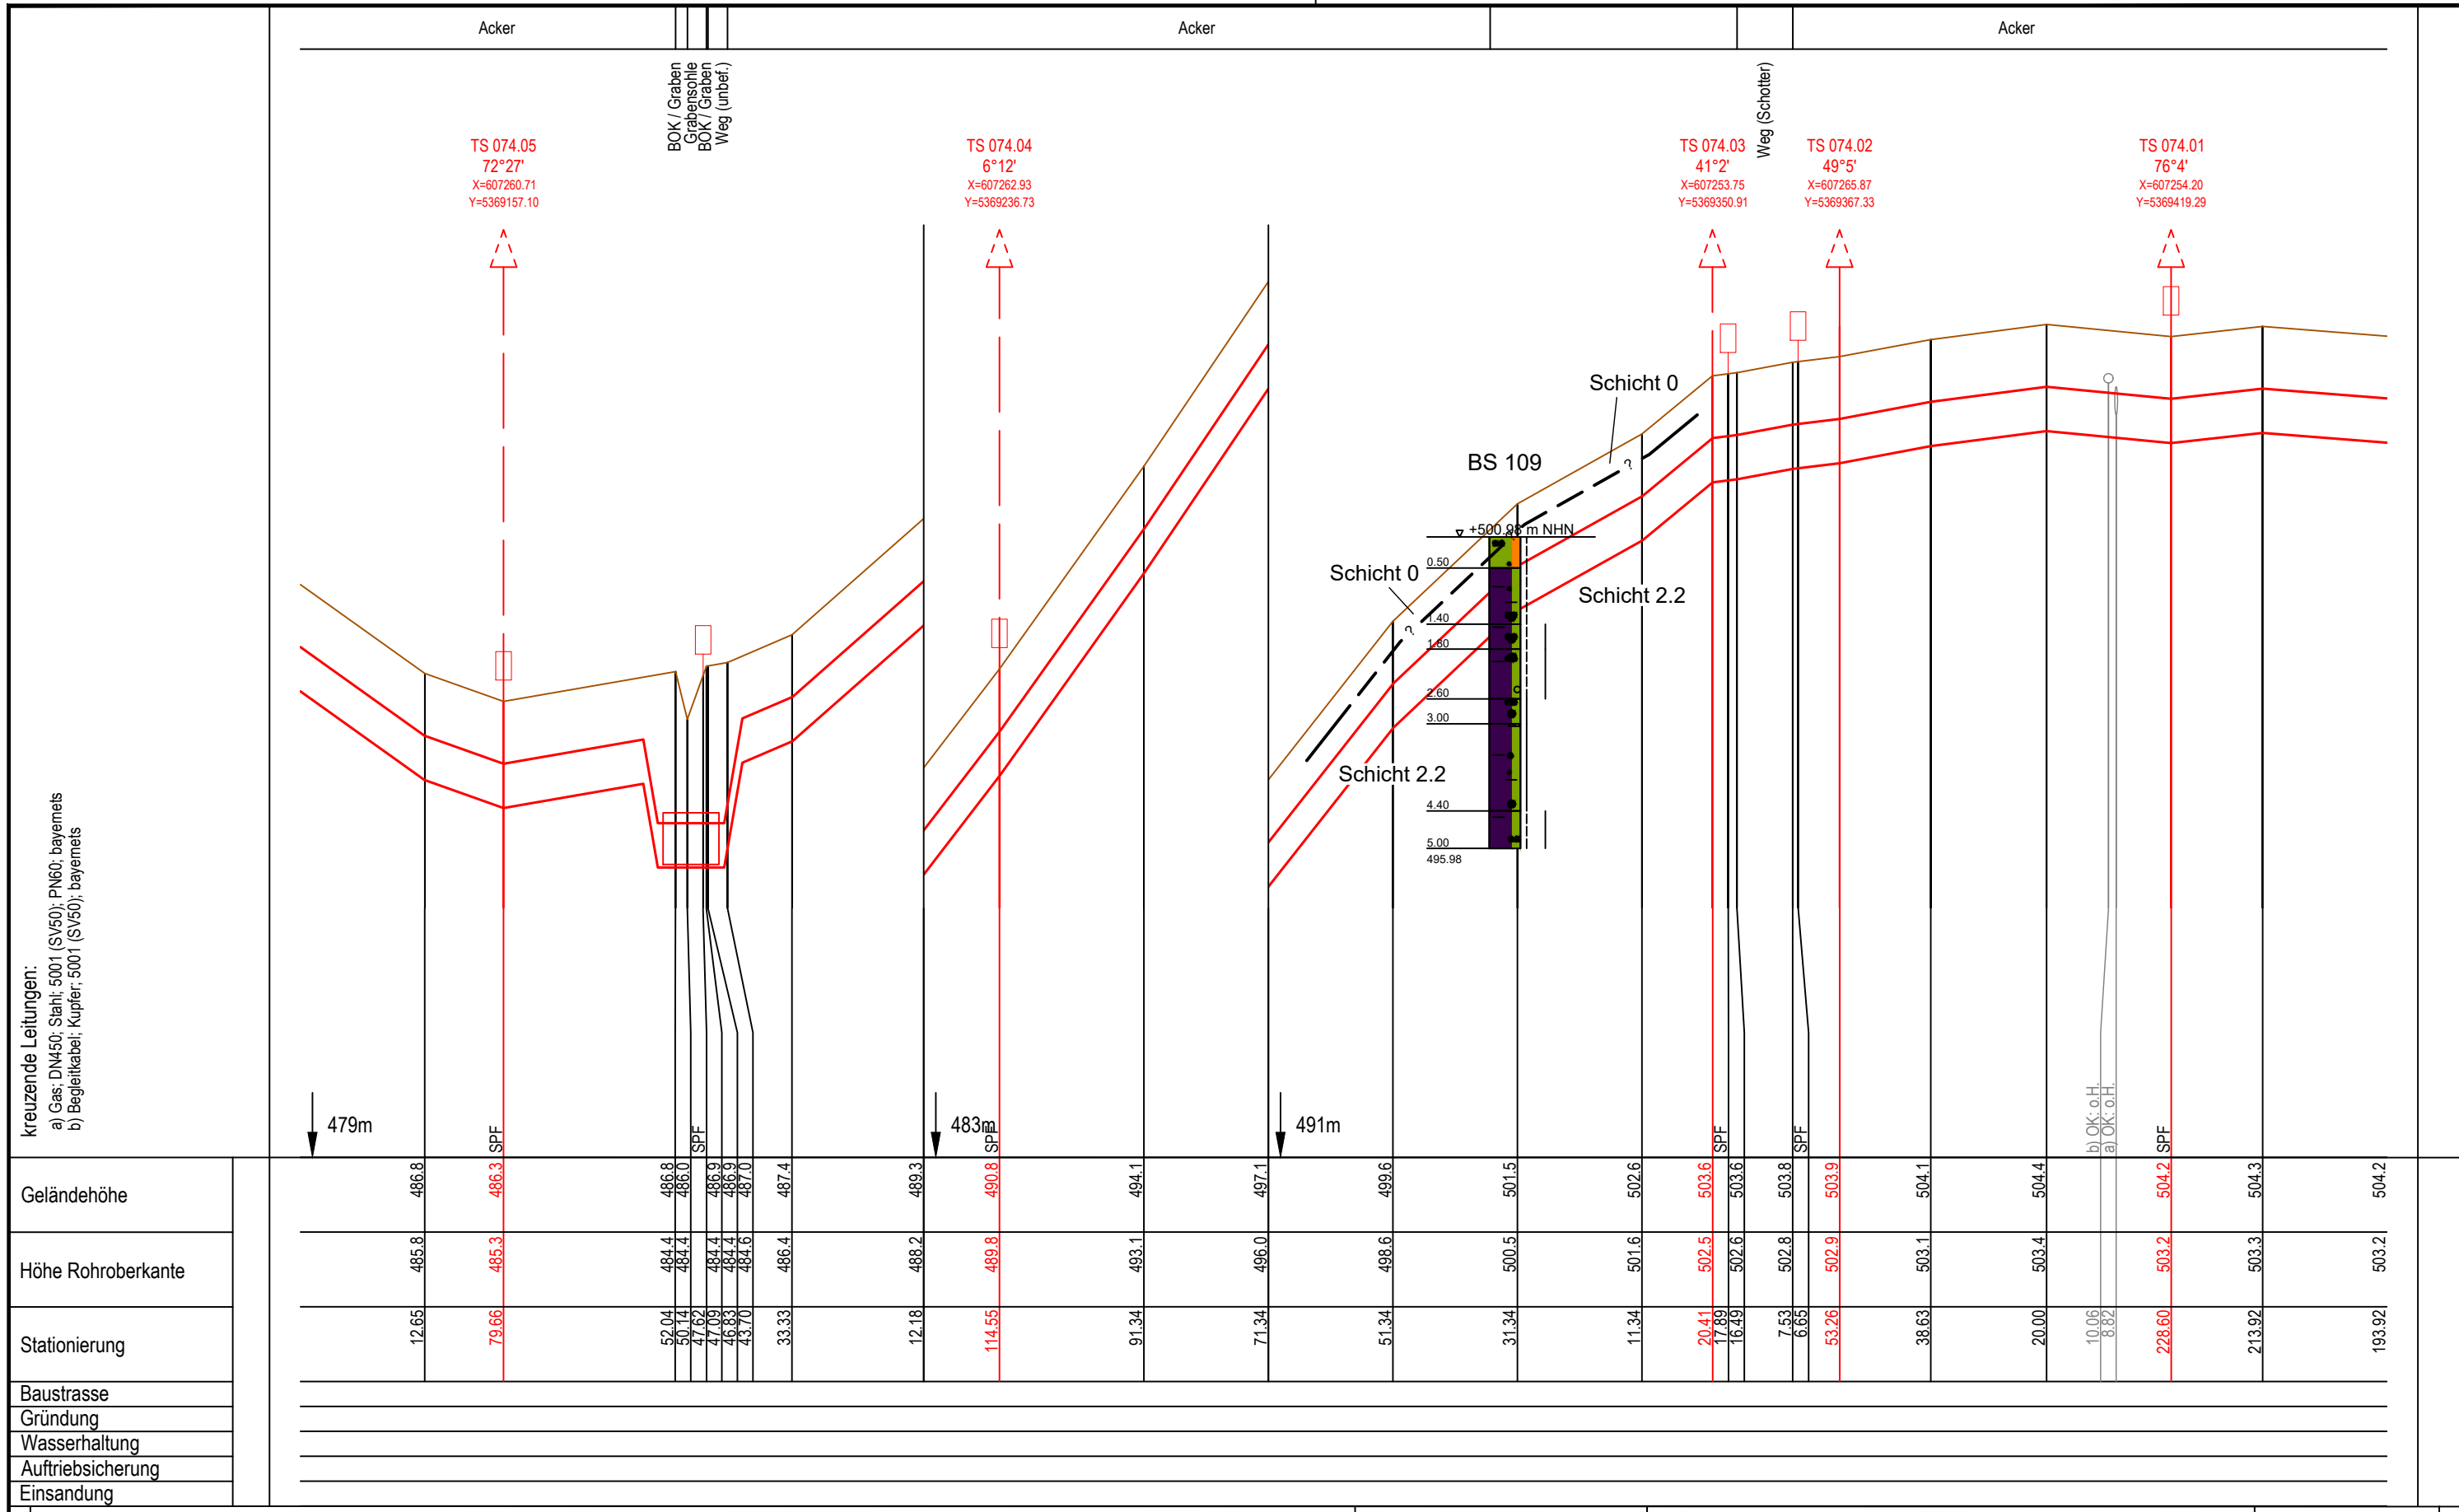 Acker
Acker
Acker
BOK / Graben
Grabensohle
BOK / Graben
Weg (unbef.)
Weg (Schotter)
TS 074.05
72°27'
X=607260.71
Y=5369157.10
TS 074.04
6°12'
X=607262.93
Y=5369236.73
TS 074.03
41°2'
X=607253.75
Y=5369350.91
TS 074.02
49°5'
X=607265.87
Y=5369367.33
TS 074.01
76°4'
X=607254.20
Y=5369419.29
Schicht 0
BS 109
+500.98 m NHN
Schicht 0
Schicht 2.2
Schicht 2.2
?
?
?
0.50
1.40
1.80
2.60
3.00
4.40
5.00
495.98
kreuzende Leitungen:
a) Gas; DN450; Stahl; 5001 (SV50); PN60; bayernets
b) Begleitkabel; Kupfer; 5001 (SV50); bayernets
479m
483m
491m
SPF
SPF
SPF
SPF
SPF
b) OK: o.H.
a) OK: o.H.
SPF
Geländehöhe
486.8
486.3
486.8
486.0
486.9
486.9
487.0
487.4
489.3
490.8
494.1
497.1
499.6
501.5
502.6
503.6
503.6
503.8
503.9
504.1
504.4
504.2
504.3
504.2
Höhe Rohroberkante
485.8
485.3
484.4
484.4
484.4
484.4
484.6
486.4
488.2
489.8
493.1
496.0
498.6
500.5
501.6
502.5
502.6
502.8
502.9
503.1
503.4
503.2
503.3
503.2
Stationierung
12.65
79.66
52.04
50.14
47.62
47.09
46.83
43.70
33.33
12.18
114.55
91.34
71.34
51.34
31.34
11.34
20.41
17.89
16.49
7.53
6.65
53.26
38.63
20.00
10.06
8.82
228.60
213.92
193.92
Baustrasse
Gründung
Wasserhaltung
Auftriebsicherung
Einsandung